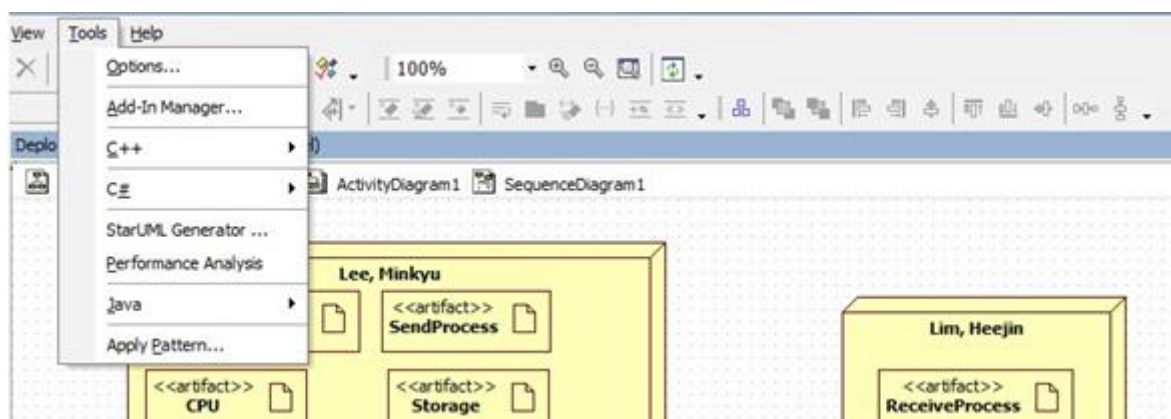 View Tools Help
Options...
100%
Add-In Manager...
Deplo
C++
C#
ActivityDiagram1 SequenceDiagram1
StarUML Generator ...
Performance Analysis
Java
Apply Pattern...
Lee, Minkyu
<<artifact>>
SendProcess
<<artifact>>
CPU
<<artifact>>
Storage
Lim, Heejin
<<artifact>>
ReceiveProcess